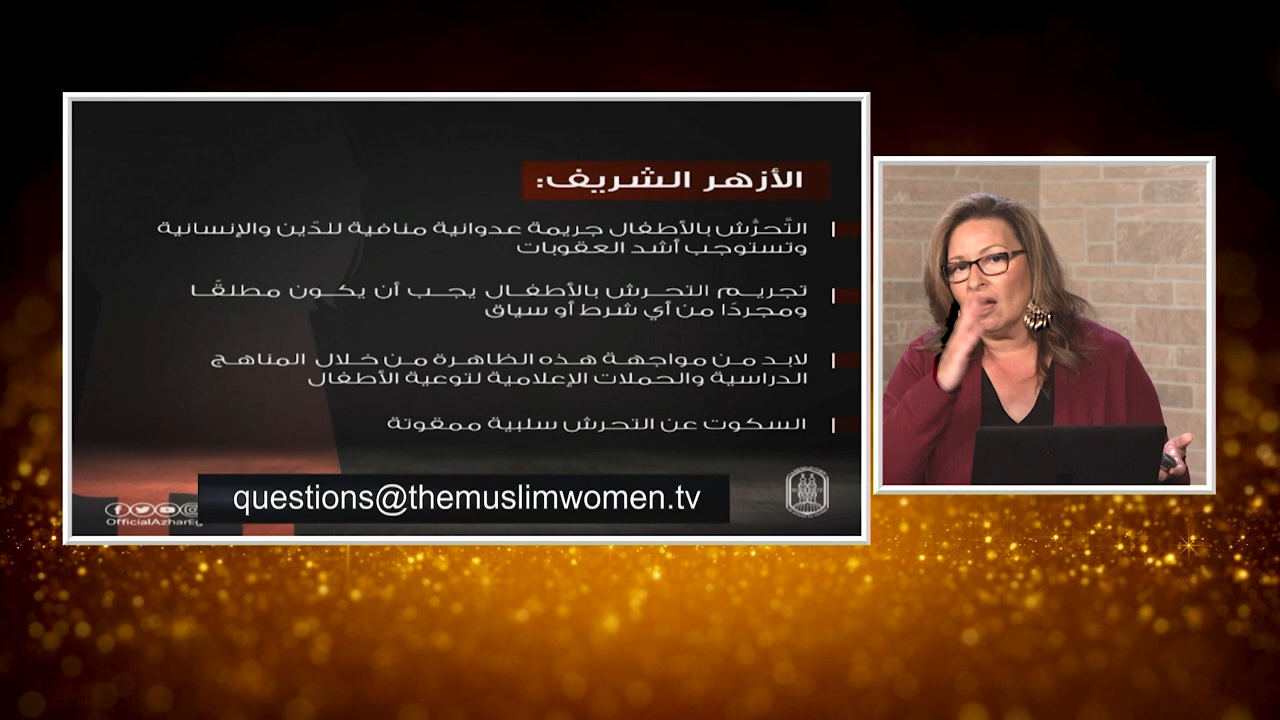 الأزهر الشريف:
التَّحرُّش بالأطفال جريمة عدوانية منافية للدّين والإنسانية
وتستوجب أشد العقوبات
تجريم التحرش بالأطفال يجب أن يكون مطلقًا
ومجردًا من أي شرط أو سياق
لابد من مواجهة هذه الظاهرة من خلال المناهج
الدراسية والحملات الإعلامية لتوعية الأطفال
السكوت عن التحرش سلبية ممقوتة
questions@themuslimwomen.tv
OfficialAzharEg